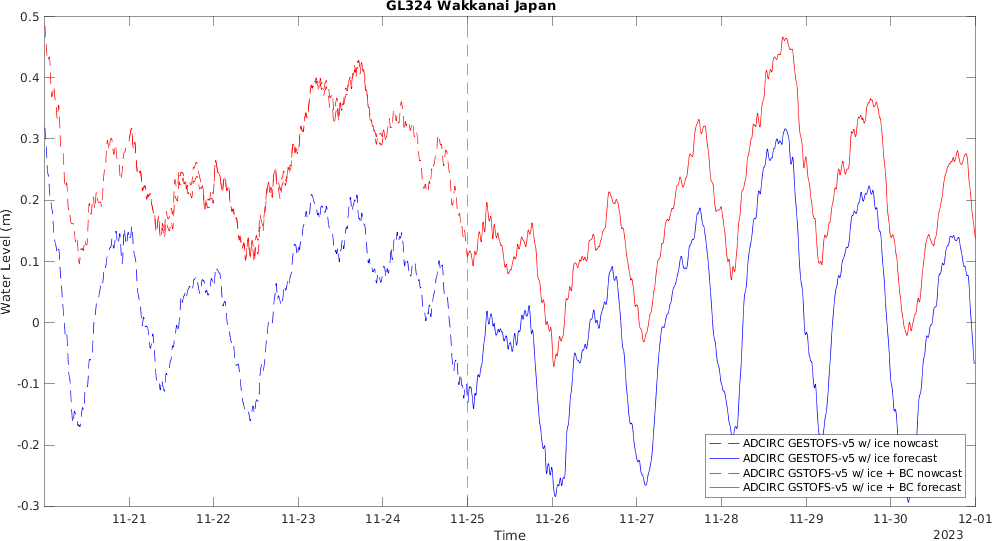 GL324 Wakkanai Japan
0.5
0.4
0.3
0.2
0.1
0
-0.1
-0.2
-0.3
Water Level (m)
ADCIRC GESTOFS-v5 w/ ice nowcast
ADCIRC GESTOFS-v5 w/ ice forecast
ADCIRC GSTOFS-v5 w/ ice + BC nowcast
ADCIRC GSTOFS-v5 w/ ice + BC forecast
11-21 11-22 11-23 11-24 11-25 11-26 11-27 11-28 11-29 11-30 12-01
Time
2023